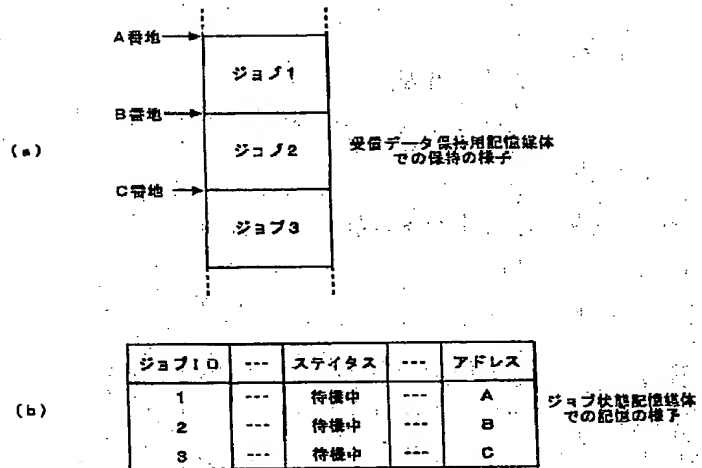 A番地
ジョブ1
B番地
(a)
ジョブ2
受信データ保持用記憶媒体
での保持の様子
C番地
ジョブ3
ジョブID --- ステイタス --- アドレス
1 --- 待機中 --- A
2 --- 待機中 --- B
3 --- 待機中 --- C
(b)
ジョブ状態記憶媒体
での記憶の様子